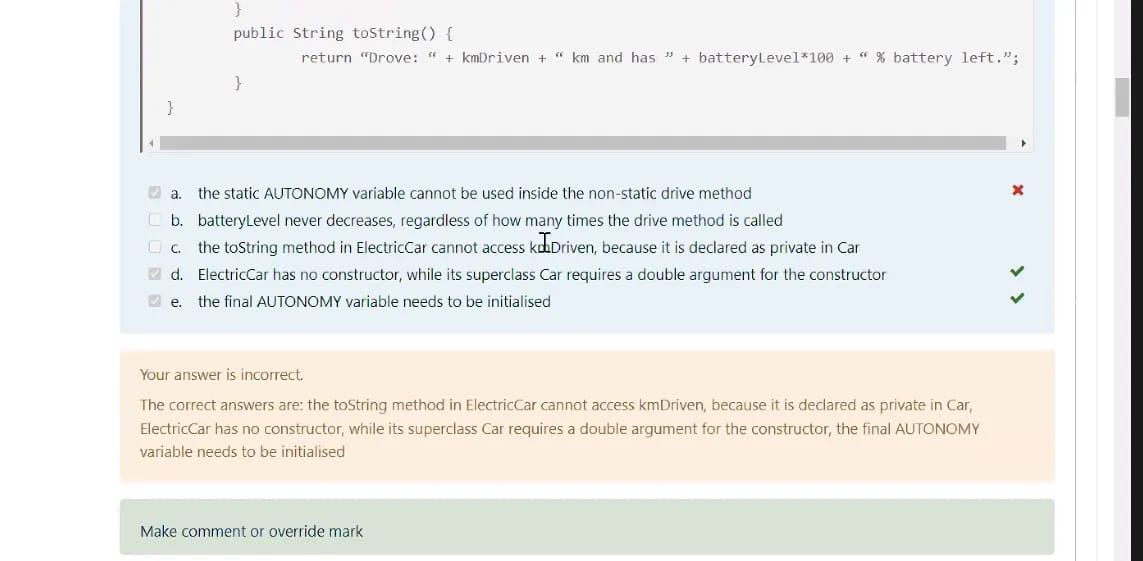 }
public String toString() {
return “Drove: “ + kmDriven + “ km and has ” + batteryLevel*100 + “ % battery left.”;
}
}
a. the static AUTONOMY variable cannot be used inside the non-static drive method
b. batteryLevel never decreases, regardless of how many times the drive method is called
c. the toString method in ElectricCar cannot access kmDriven, because it is declared as private in Car
d. ElectricCar has no constructor, while its superclass Car requires a double argument for the constructor
e. the final AUTONOMY variable needs to be initialised
Your answer is incorrect.
The correct answers are: the toString method in ElectricCar cannot access kmDriven, because it is declared as private in Car,
ElectricCar has no constructor, while its superclass Car requires a double argument for the constructor, the final AUTONOMY
variable needs to be initialised
Make comment or override mark